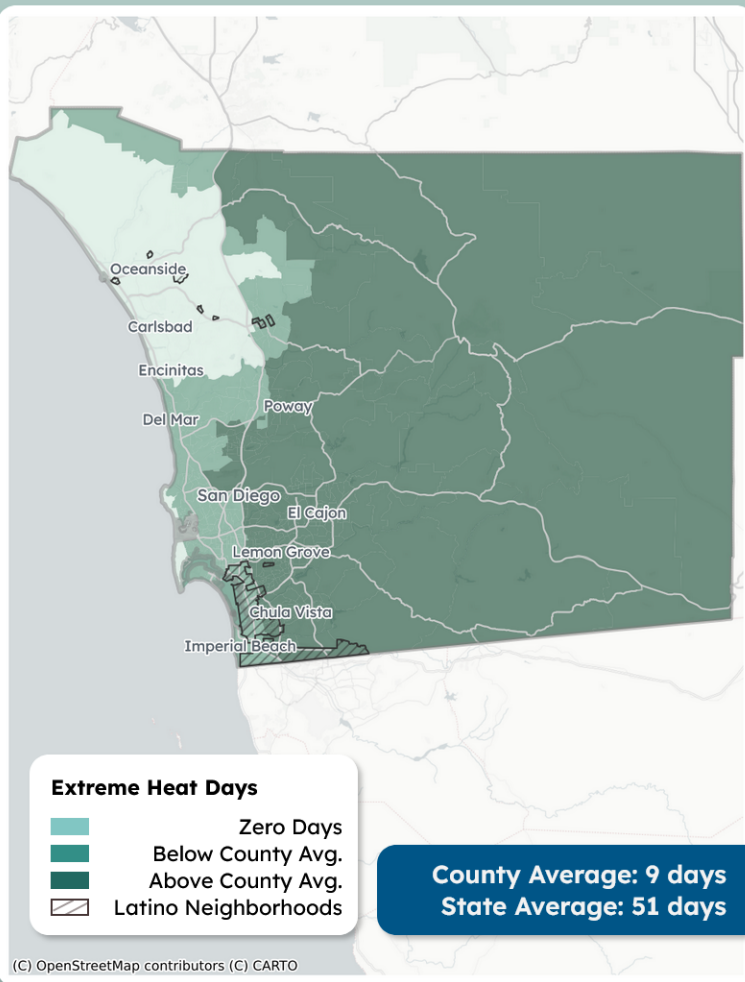 Oceanside
Carlsbad
Encinitas
Del Mar
Poway
San Diego
El Cajon
Lemon Grove
Chula Vista
Imperial Beach
Extreme Heat Days
Zero Days
Below County Avg.
Above County Avg.
Latino Neighborhoods
County Average: 9 days
State Average: 51 days
(C) OpenStreetMap contributors (C) CARTO